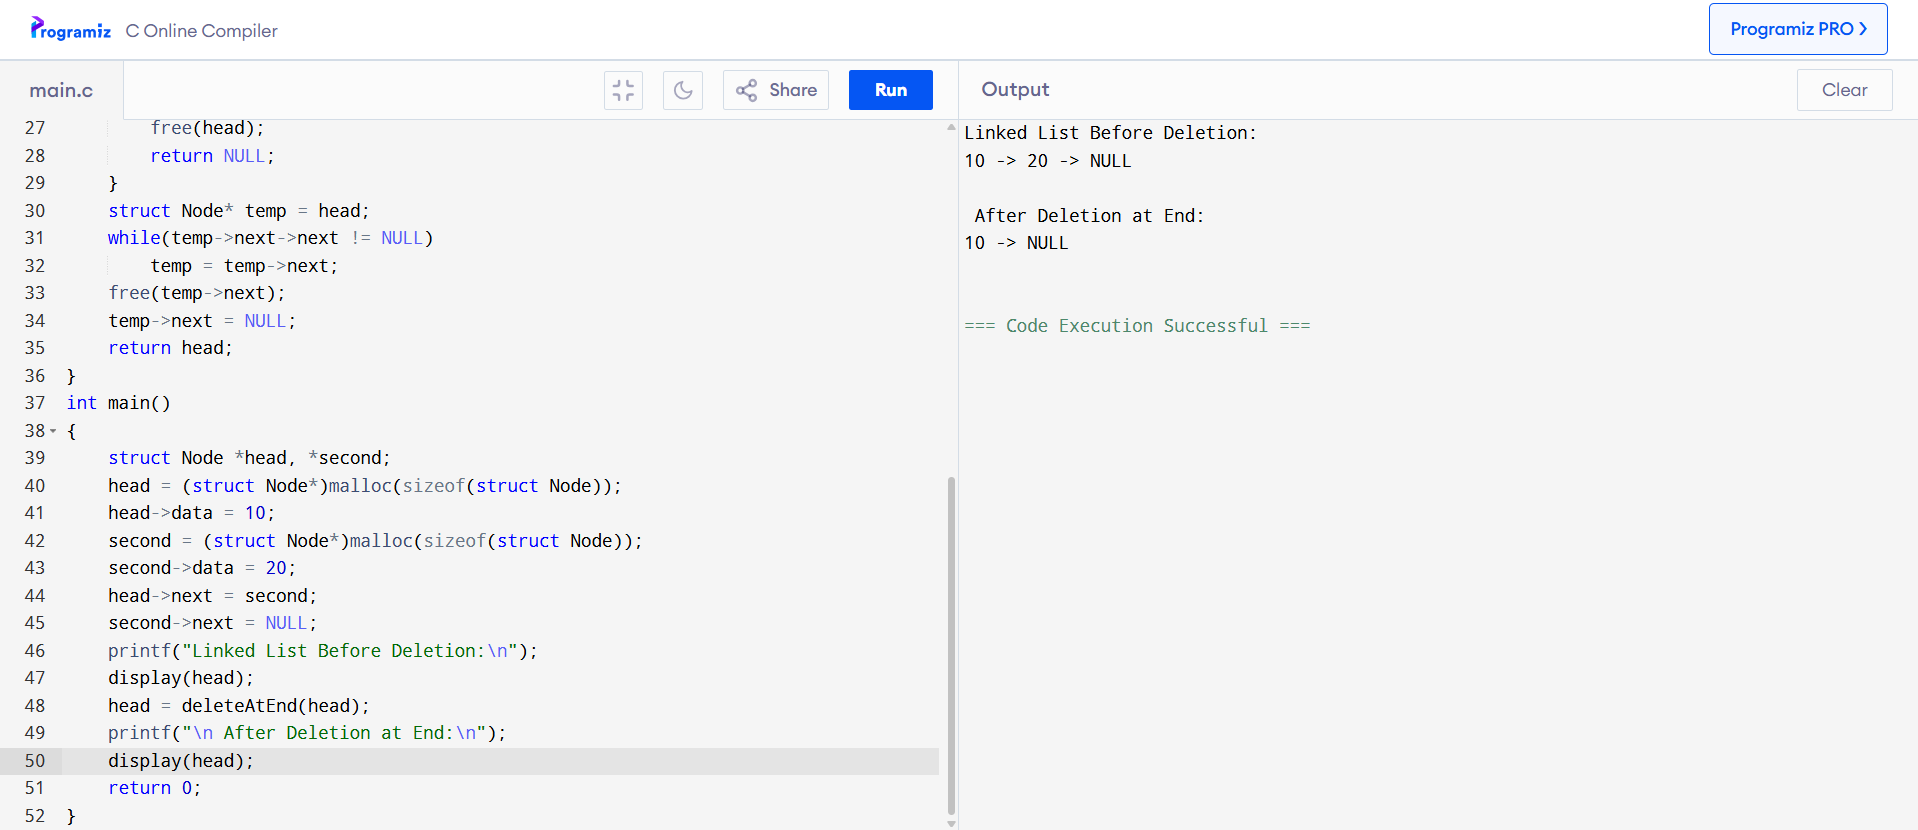 Programiz C Online Compiler
Programiz PRO
main.c
Share
Run
Output
Clear
27 free(head);
28 return NULL;
29 }
30 struct Node* temp = head;
31 while(temp->next->next != NULL)
32 temp = temp->next;
33 free(temp->next);
34 temp->next = NULL;
35 return head;
36 }
37 int main()
38 {
39 struct Node *head, *second;
40 head = (struct Node*)malloc(sizeof(struct Node));
41 head->data = 10;
42 second = (struct Node*)malloc(sizeof(struct Node));
43 second->data = 20;
44 head->next = second;
45 second->next = NULL;
46 printf("Linked List Before Deletion:\n");
47 display(head);
48 head = deleteAtEnd(head);
49 printf("\n After Deletion at End:\n");
50 display(head);
51 return 0;
52 }
Linked List Before Deletion:
10 -> 20 -> NULL
After Deletion at End:
10 -> NULL
=== Code Execution Successful ===